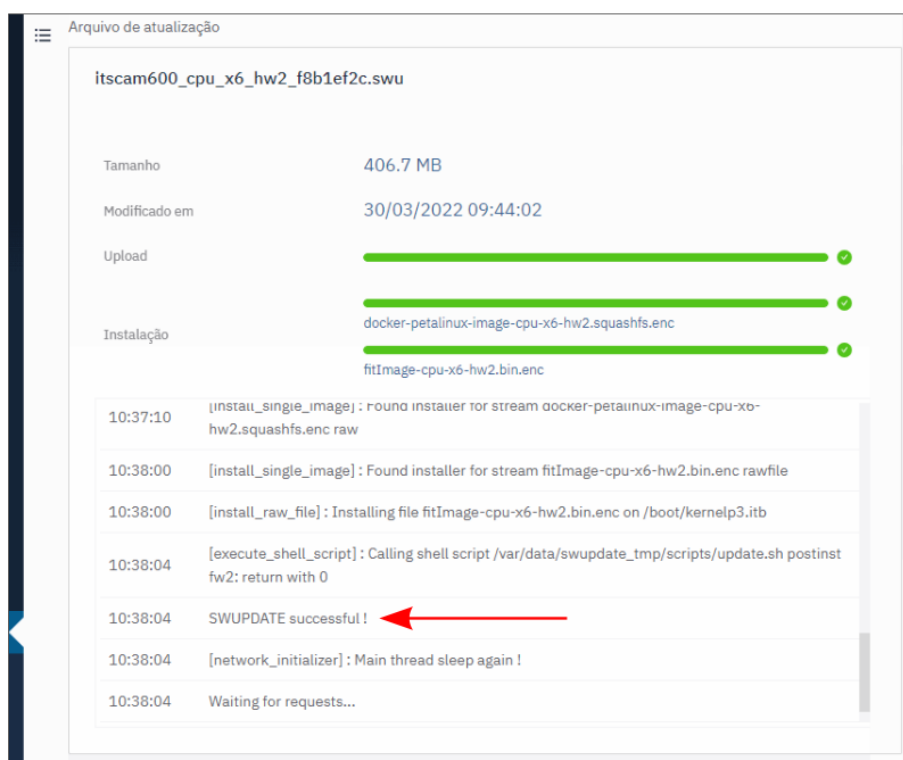 Arquivo de atualização
itscam600_cpu_x6_hw2_f8b1ef2c.swu
Tamanho 406.7 MB
Modificado em 30/03/2022 09:44:02
Upload
docker-petalinux-image-cpu-x6-hw2.squashfs.enc
Instalação
fitImage-cpu-x6-hw2.bin.enc
10:37:10 [install_single_image] : Found installer for stream docker-petalinux-image-cpu-x6-
hw2.squashfs.enc raw
10:38:00 [install_single_image] : Found installer for stream fitImage-cpu-x6-hw2.bin.enc rawfile
10:38:00 [install_raw_file] : Installing file fitImage-cpu-x6-hw2.bin.enc on /boot/kernelp3.itb
10:38:04 [execute_shell_script] : Calling shell script /var/data/swupdate_tmp/scripts/update.sh postinst
fw2: return with 0
10:38:04 SWUPDATE successful !
10:38:04 [network_initializer] : Main thread sleep again !
10:38:04 Waiting for requests...